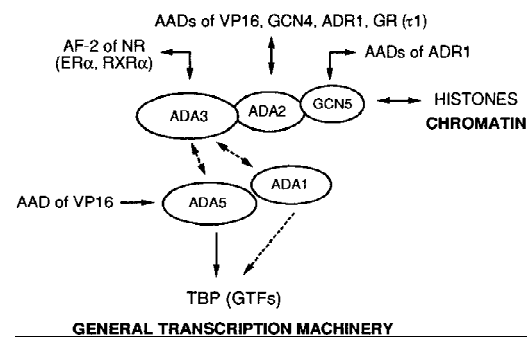 AADs of VP16, GCN4, ADR1, GR (τ1)
AF-2 of NR
(ERα, RXRα)
AADs of ADR1
ADA3
ADA2
GCN5
HISTONES
CHROMATIN
ADA1
AAD of VP16
ADA5
TBP (GTFs)
GENERAL TRANSCRIPTION MACHINERY